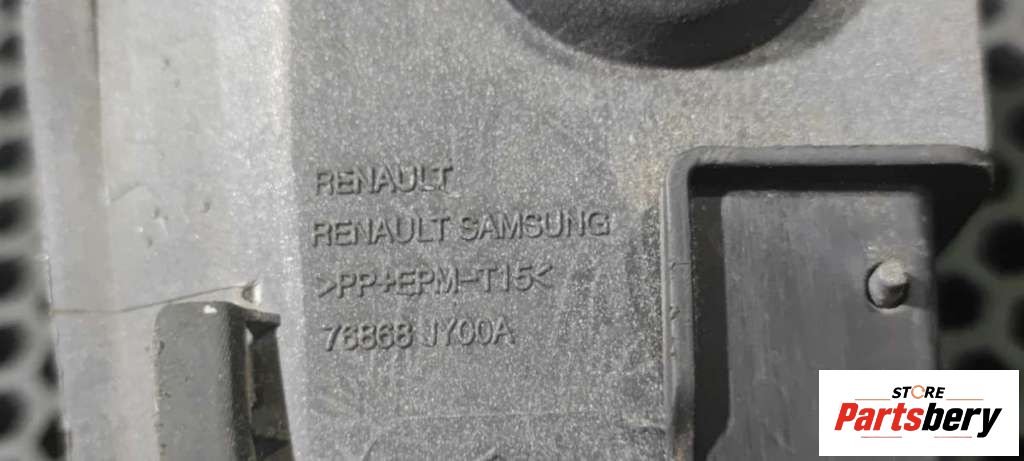 RENAULT
RENAULT SAMSUNG
>PP+EPM-T15<
76868 JY00A
STORE
Partsbery